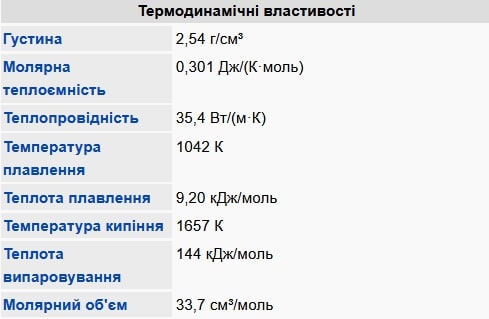 Термодинамічні властивості
Густина 2,54 г/см³
Молярна 0,301 Дж/(К·моль)
теплоємність
Теплопровідність 35,4 Вт/(м·К)
Температура 1042 К
плавлення
Теплота плавлення 9,20 кДж/моль
Температура кипіння 1657 К
Теплота 144 кДж/моль
випаровування
Молярний об'єм 33,7 см³/моль